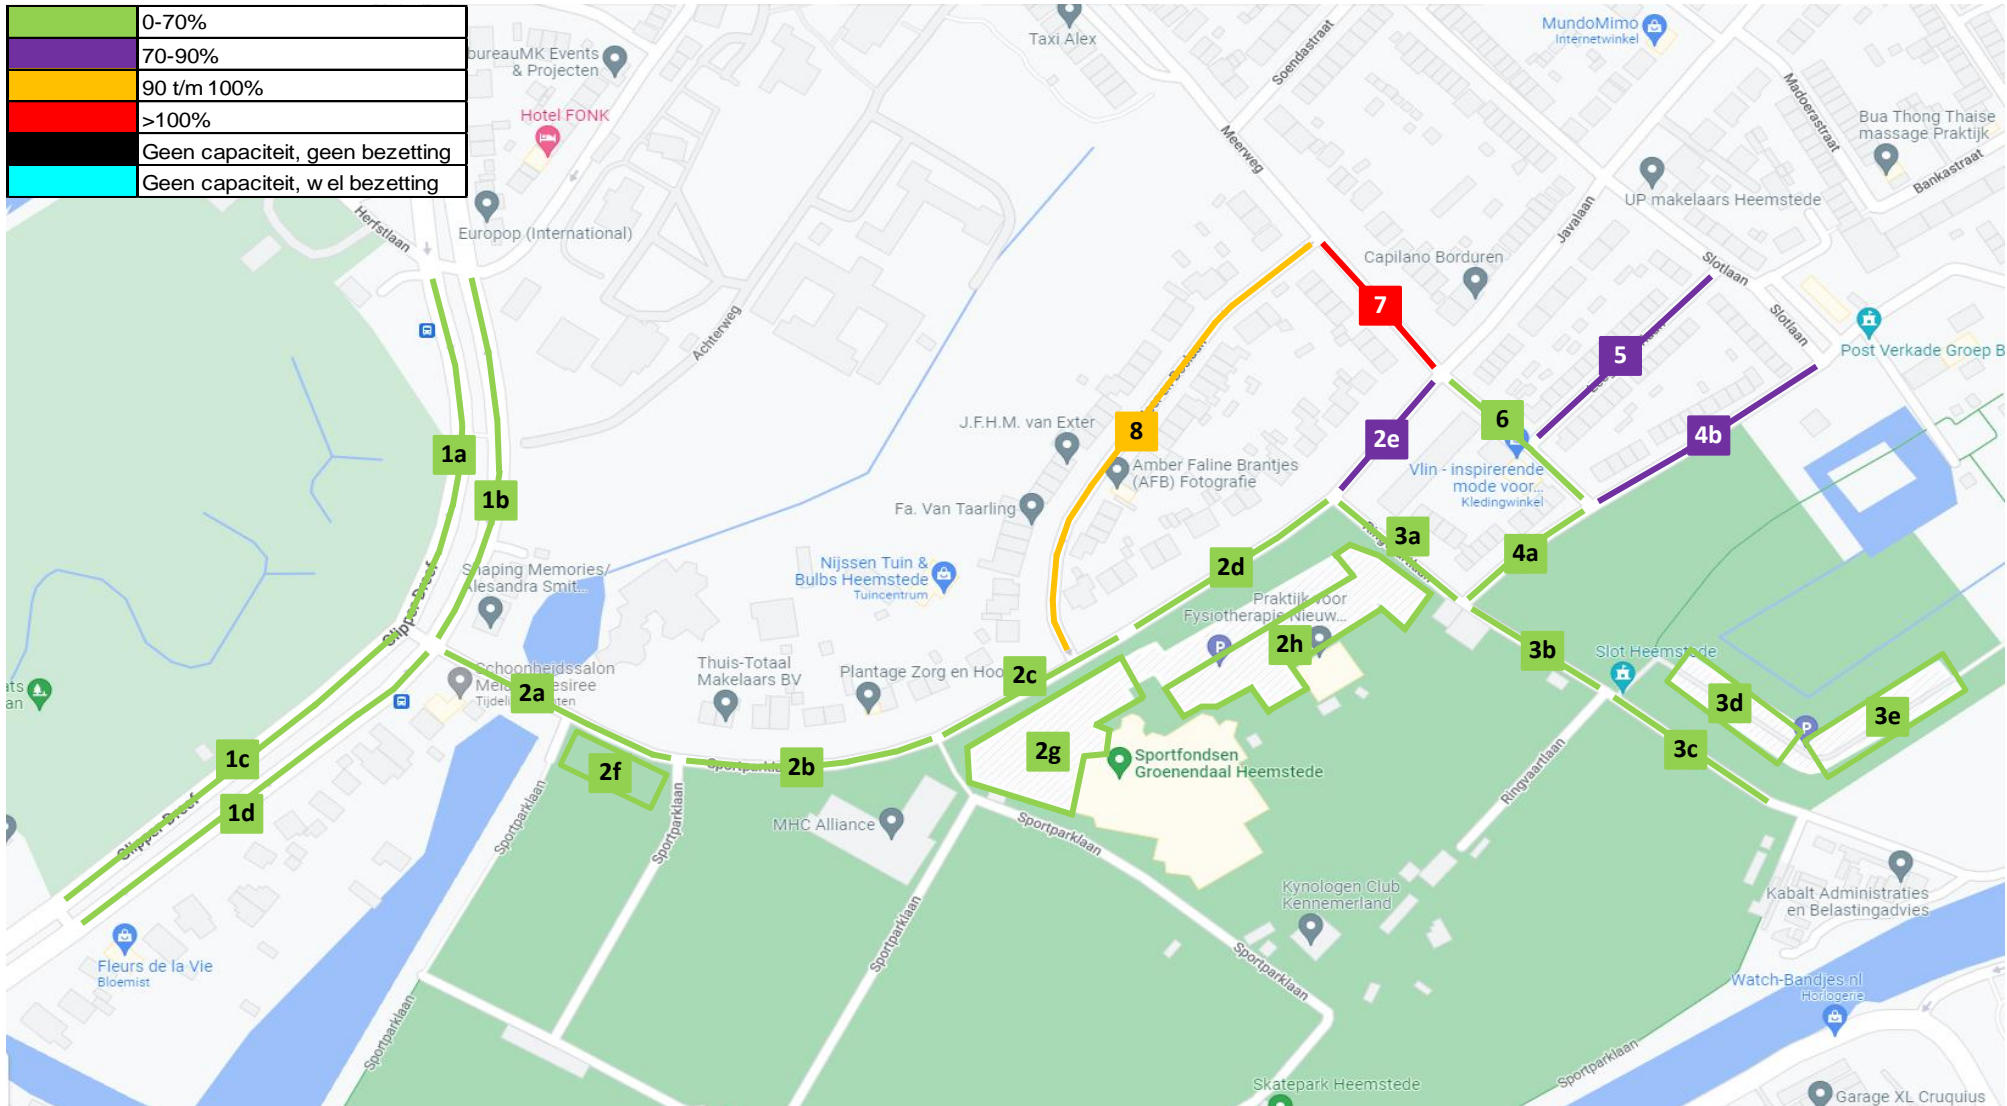 0-70%
70-90%
90 t/m 100%
>100%
Geen capaciteit, geen bezetting
Geen capaciteit, wel bezetting
bureauMK Events
& Projecten
Taxi Alex
Soendastraat
MundoMimo
Internetwinkel
Hotel FONK
Madoerastraat
Bua Thong Thaise
massage Praktijk
Meerweg
Bankastraat
UP makelaars Heemstede
Herfstlaan
Europop (International)
Javalaan
Capilano Borduren
Slotlaan
Slotlaan
Achterweg
7
5
Post Verkade Groep B
J.F.H.M. van Exter
8
2e
6
4b
1a
Amber Faline Brantjes
(AFB) Fotografie
Vlin - inspirerende
mode voor...
Kledingwinkel
1b
Fa. Van Taarling
3a
4a
Nijssen Tuin &
Bulbs Heemstede
Tuincentrum
2d
Shaping Memories/
Alesandra Smit...
Praktijk voor
Fysiotherapie Nieuw...
2h
3b
Slot Heemstede
Schoonheidssalon
Thuis-Totaal
Makelaars BV
Plantage Zorg en Hoo
2c
2a
3d
3e
P
P
3c
1c
2f
2b
2g
Sportfondsen
Groenendaal Heemstede
1d
Ringvaartlaan
Slipper Dreef
Sportparklaan
Sportparklaan
MHC Alliance
Sportparklaan
Kynologen Club
Kennemerland
Kabalt Administraties
en Belastingadvies
Sportparklaan
Sportparklaan
Fleurs de la Vie
Bloemist
Watch-Bandjes.nl
Horlogerie
Sportparklaan
Sportparklaan
Skatepark Heemstede
Garage XL Cruquius